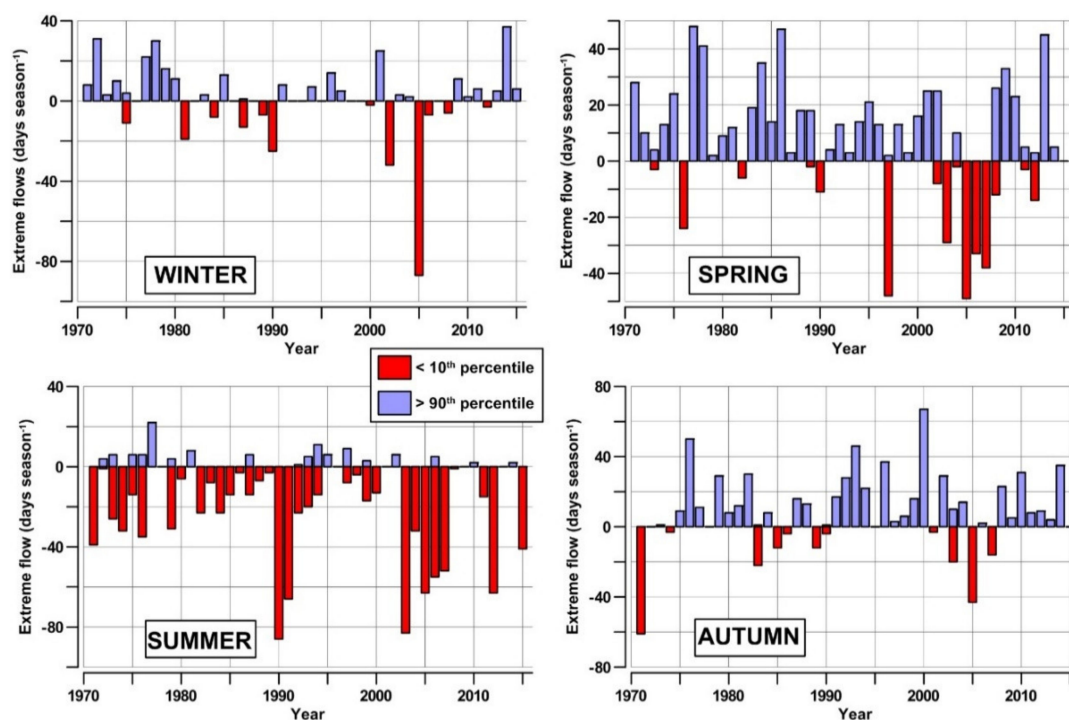 Extreme flows (days season⁻¹)
40
0
-40
-80
WINTER
1970 1980 1990 2000 2010
Year
Extreme flow (days season⁻¹)
40
20
0
-20
-40
SPRING
1970 1980 1990 2000 2010
Year
< 10ᵗʰ percentile
> 90ᵗʰ percentile
Extreme flow (days season⁻¹)
40
0
-40
-80
SUMMER
1970 1980 1990 2000 2010
Year
Extreme flow (days season⁻¹)
80
40
0
-40
-80
AUTUMN
1970 1980 1990 2000 2010
Year